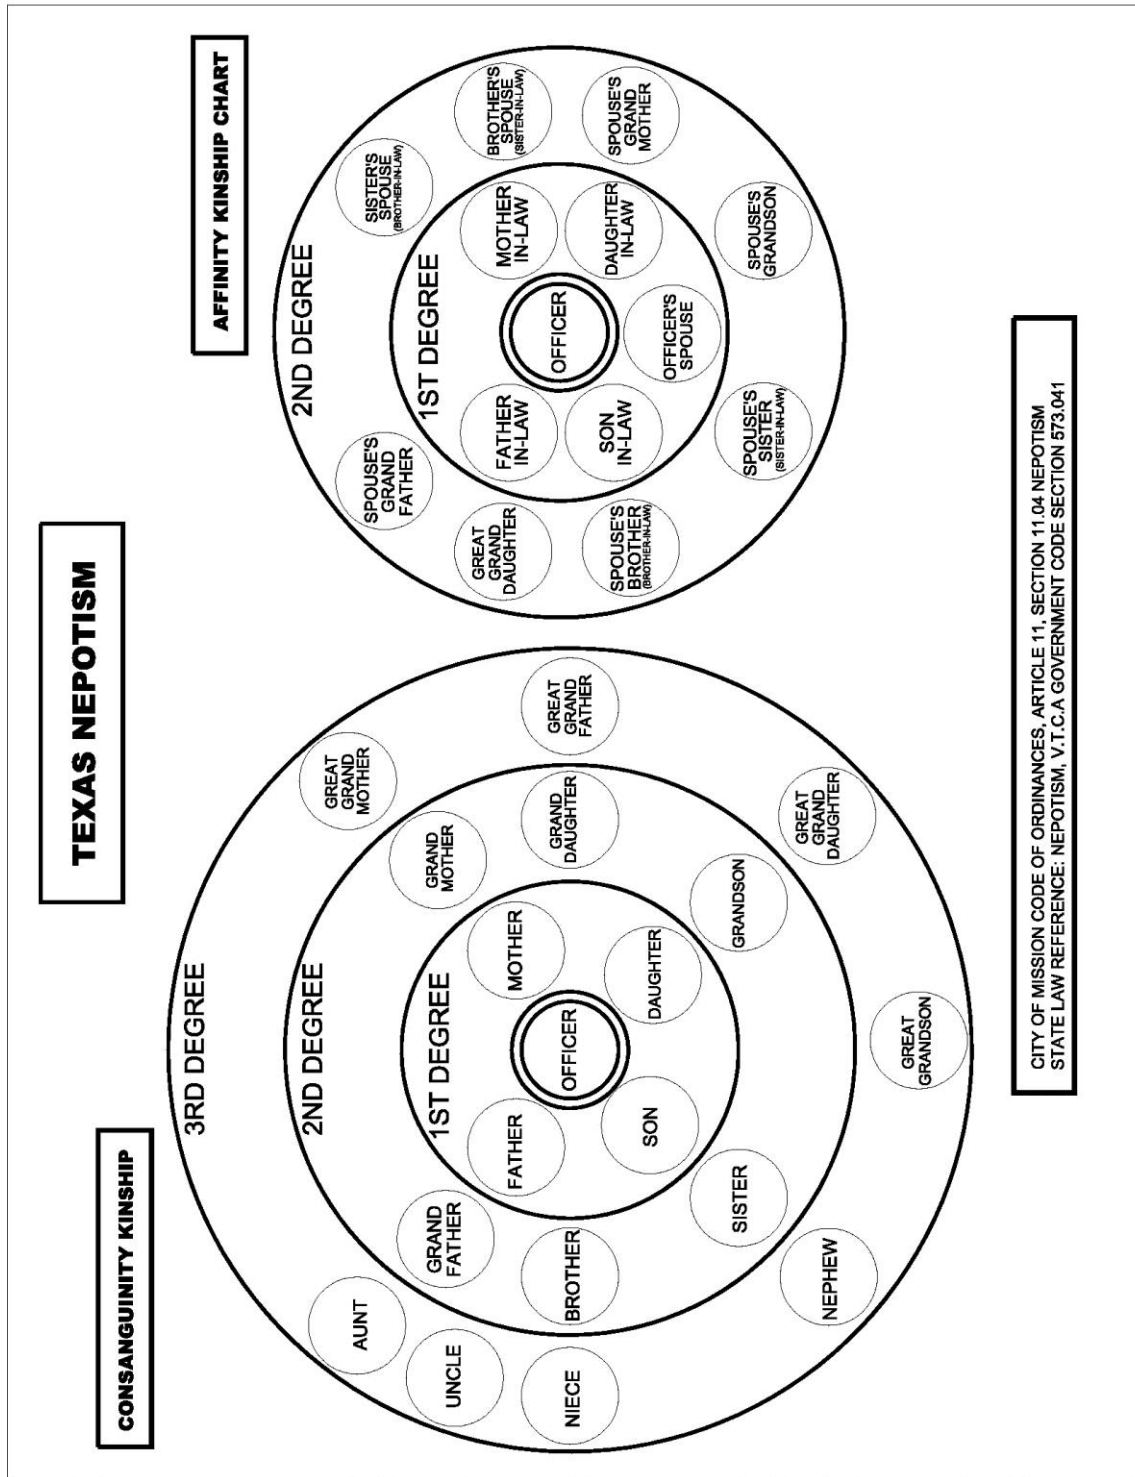 TEXAS NEPOTISM
CONSANGUINITY KINSHIP
3RD DEGREE
2ND DEGREE
1ST DEGREE
OFFICER
FATHER
MOTHER
SON
DAUGHTER
GRAND
FATHER
GRAND
MOTHER
BROTHER
GRAND
DAUGHTER
SISTER
GRANDSON
AUNT
UNCLE
NIECE
NEPHEW
GREAT
GRANDSON
GREAT
GRAND
DAUGHTER
GREAT
GRAND
FATHER
GREAT
GRAND
MOTHER
AFFINITY KINSHIP CHART
2ND DEGREE
1ST DEGREE
OFFICER
FATHER
IN-LAW
MOTHER
IN-LAW
SON
IN-LAW
DAUGHTER
IN-LAW
OFFICER'S
SPOUSE
SPOUSE'S
GRAND
FATHER
SISTER'S
SPOUSE
(BROTHER-IN-LAW)
GREAT
GRAND
DAUGHTER
BROTHER'S
SPOUSE
(SISTER-IN-LAW)
SPOUSE'S
BROTHER
(BROTHER-IN-LAW)
SPOUSE'S
GRAND
MOTHER
SPOUSE'S
SISTER
(SISTER-IN-LAW)
SPOUSE'S
GRANDSON
CITY OF MISSION CODE OF ORDINANCES, ARTICLE 11, SECTION 11.04 NEPOTISM
STATE LAW REFERENCE: NEPOTISM, V.T.C.A GOVERNMENT CODE SECTION 573.041